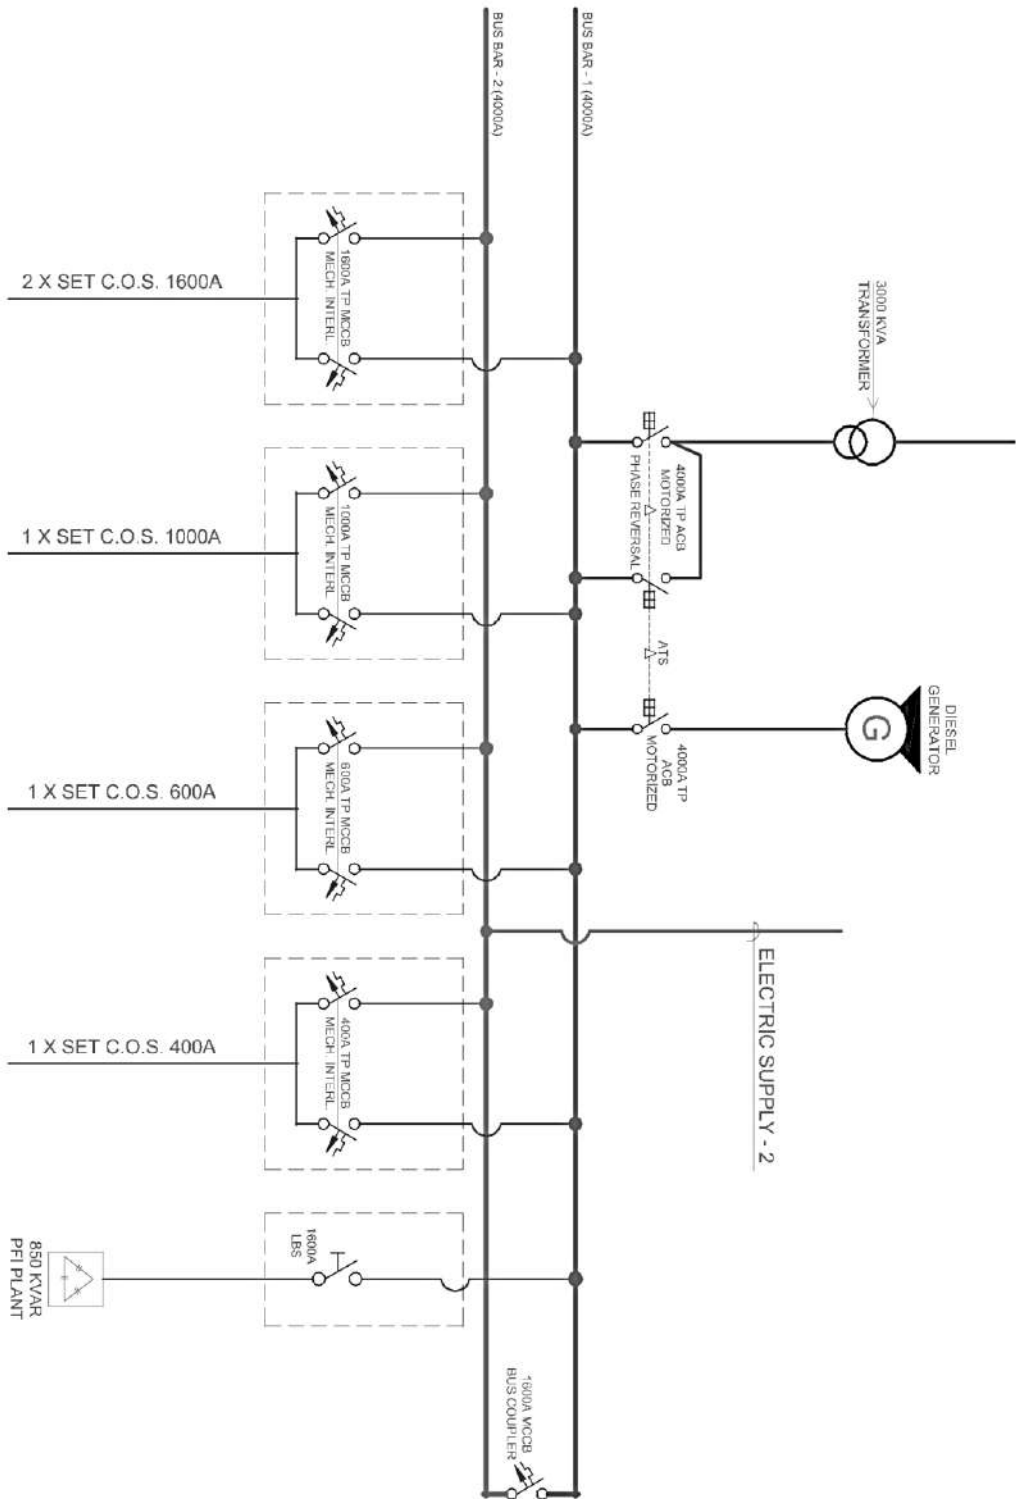 3000 KVA
TRANSFORMER
DIESEL
GENERATOR
G
4000A TP ACB
MOTORIZED
PHASE REVERSAL
ATS
4000A TP
ACB
MOTORIZED
ELECTRIC SUPPLY - 2
BUS BAR - 1 (4000A)
BUS BAR - 2 (4000A)
1600A TP MCCB
MECH. INTERL.
1000A TP MCCB
MECH. INTERL.
600A TP MCCB
MECH. INTERL.
400A TP MCCB
MECH. INTERL.
1600A
LBS
1600A MCCB
BUS COUPLER
2 X SET C.O.S. 1600A
1 X SET C.O.S. 1000A
1 X SET C.O.S. 600A
1 X SET C.O.S. 400A
850 KVAR
PFI PLANT